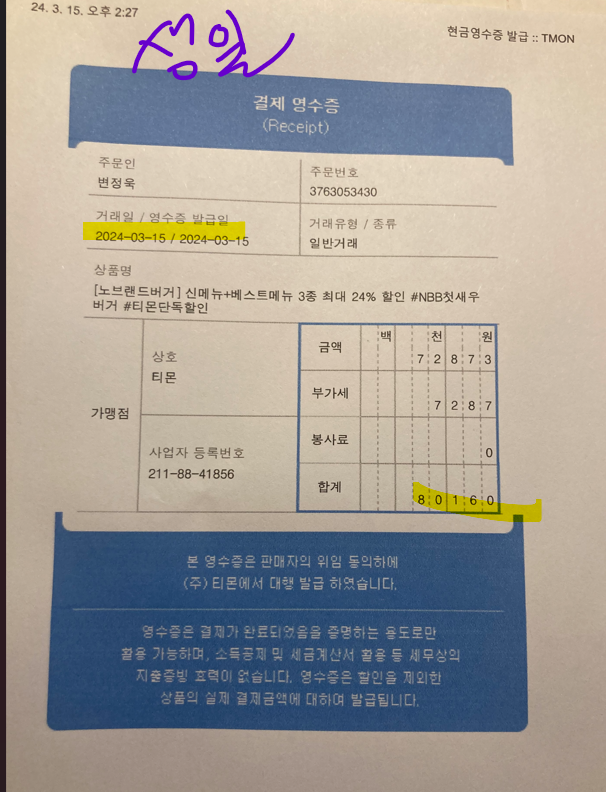 24. 3. 15. 오후 2:27
현금영수증 발급 :: TMON
성일
결제 영수증
(Receipt)
주문인
변정욱
주문번호
3763053430
거래일 / 영수증 발급일
2024-03-15 / 2024-03-15
거래유형 / 종류
일반거래
상품명
[노브랜드버거] 신메뉴+베스트메뉴 3종 최대 24% 할인 #NBB첫새우
버거 #티몬단독할인
가맹점
상호
티몬
사업자 등록번호
211-88-41856
백 천 원
금액 7 2 8 7 3
부가세 7 2 8 7
봉사료 0
합계 8 0 1 6 0
본 영수증은 판매자의 위임 동의하에
(주) 티몬에서 대행 발급 하였습니다.
영수증은 결제가 완료되었음을 증명하는 용도로만
활용 가능하며, 소득공제 및 세금계산서 활용 등 세무상의
지출증빙 효력이 없습니다. 영수증은 할인을 제외한
상품의 실제 결제금액에 대하여 발급됩니다.